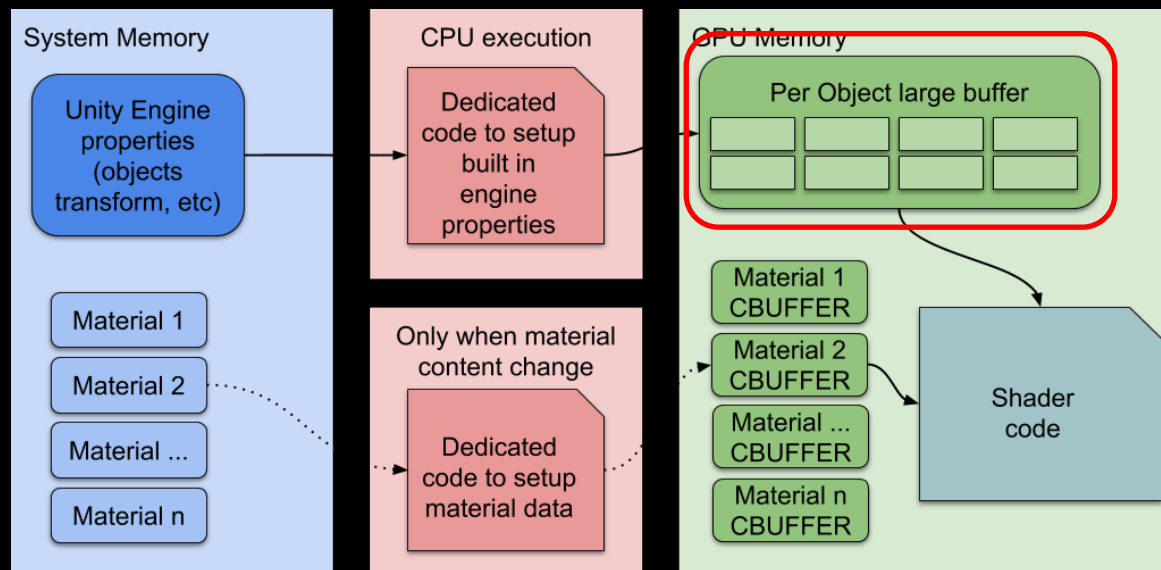 System Memory
Unity Engine
properties
(objects
transform, etc)
Material 1
Material 2
Material ...
Material n
CPU execution
Dedicated
code to setup
built in
engine
properties
Only when material
content change
Dedicated
code to setup
material data
GPU Memory
Per Object large buffer
Material 1
CBUFFER
Material 2
CBUFFER
Material ...
CBUFFER
Material n
CBUFFER
Shader
code